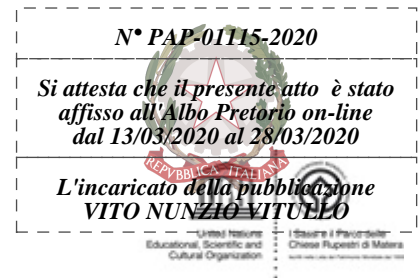 N° PAP-01115-2020
Si attesta che il presente atto è stato
affisso all'Albo Pretorio on-line
dal 13/03/2020 al 28/03/2020
REPVBBLICA ITALIANA
L'incaricato della pubblicazione
VITO NUNZIO VITULLO
United Nations
Educational, Scientific and
Cultural Organization
I Sassi e il Parco delle
Chiese Rupestri di Matera